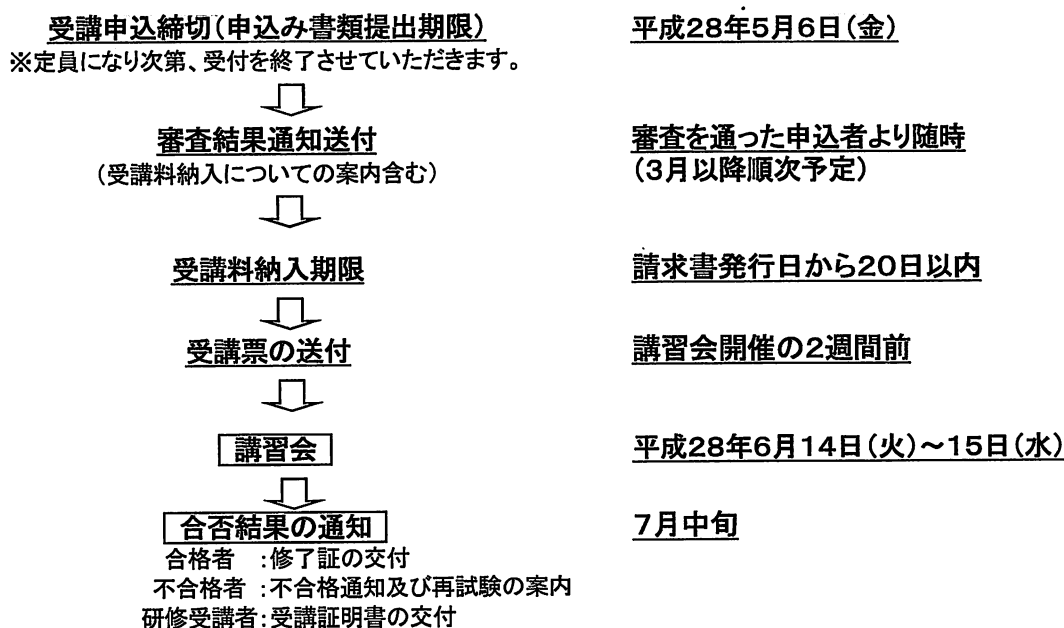 受講申込締切(申込み書類提出期限) 平成28年5月6日(金)
※定員になり次第、受付を終了させていただきます。
審査結果通知送付 審査を通った申込者より随時
(受講料納入についての案内含む) (3月以降順次予定)
受講料納入期限 請求書発行日から20日以内
受講票の送付 講習会開催の2週間前
講習会 平成28年6月14日(火)~15日(水)
合否結果の通知 7月中旬
合格者 :修了証の交付
不合格者 :不合格通知及び再試験の案内
研修受講者:受講証明書の交付